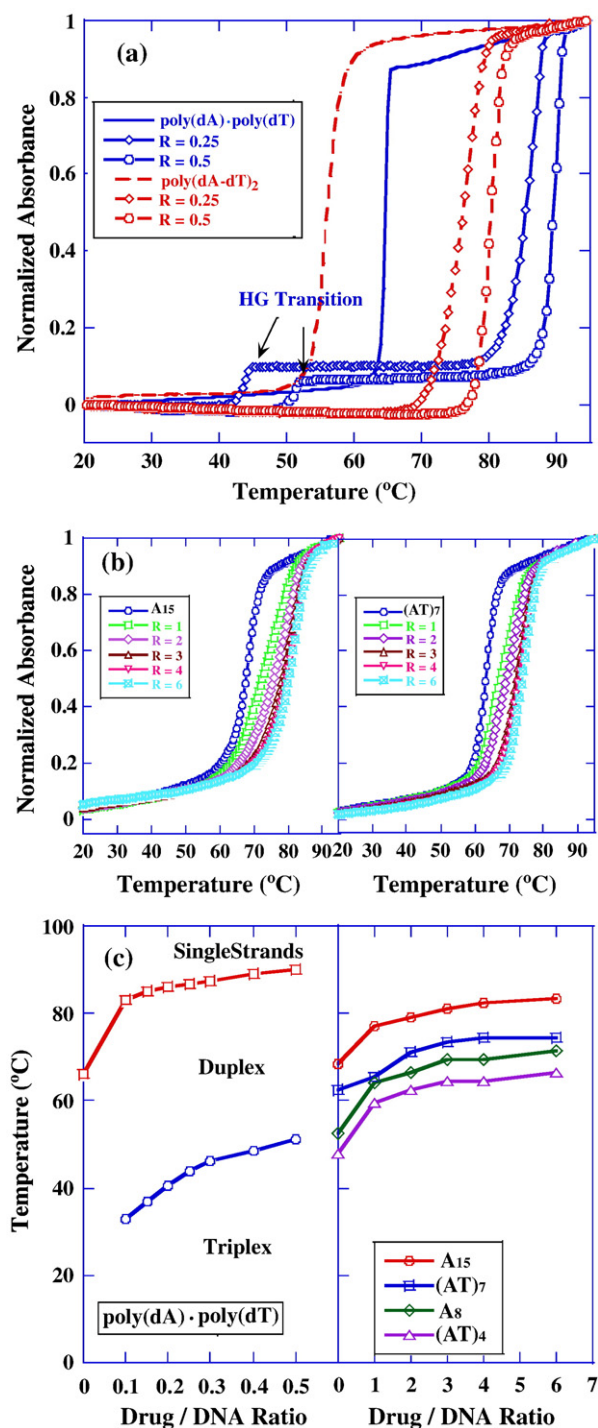 (a)
Normalized Absorbance
1
0.8
0.6
0.4
0.2
0
poly(dA)·poly(dT)
R = 0.25
R = 0.5
poly(dA-dT)2
R = 0.25
R = 0.5
HG Transition
20 30 40 50 60 70 80 90
Temperature (ºC)
(b)
Normalized Absorbance
1
0.8
0.6
0.4
0.2
0
A15
R = 1
R = 2
R = 3
R = 4
R = 6
(AT)7
R = 1
R = 2
R = 3
R = 4
R = 6
20 30 40 50 60 70 80 90
20 30 40 50 60 70 80 90
Temperature (ºC)
Temperature (ºC)
(c)
Temperature (ºC)
100
80
60
40
20
0
SingleStrands
Duplex
Triplex
poly(dA) · poly(dT)
A15
(AT)7
A8
(AT)4
0 0.1 0.2 0.3 0.4 0.5
0 1 2 3 4 5 6 7
Drug / DNA Ratio
Drug / DNA Ratio